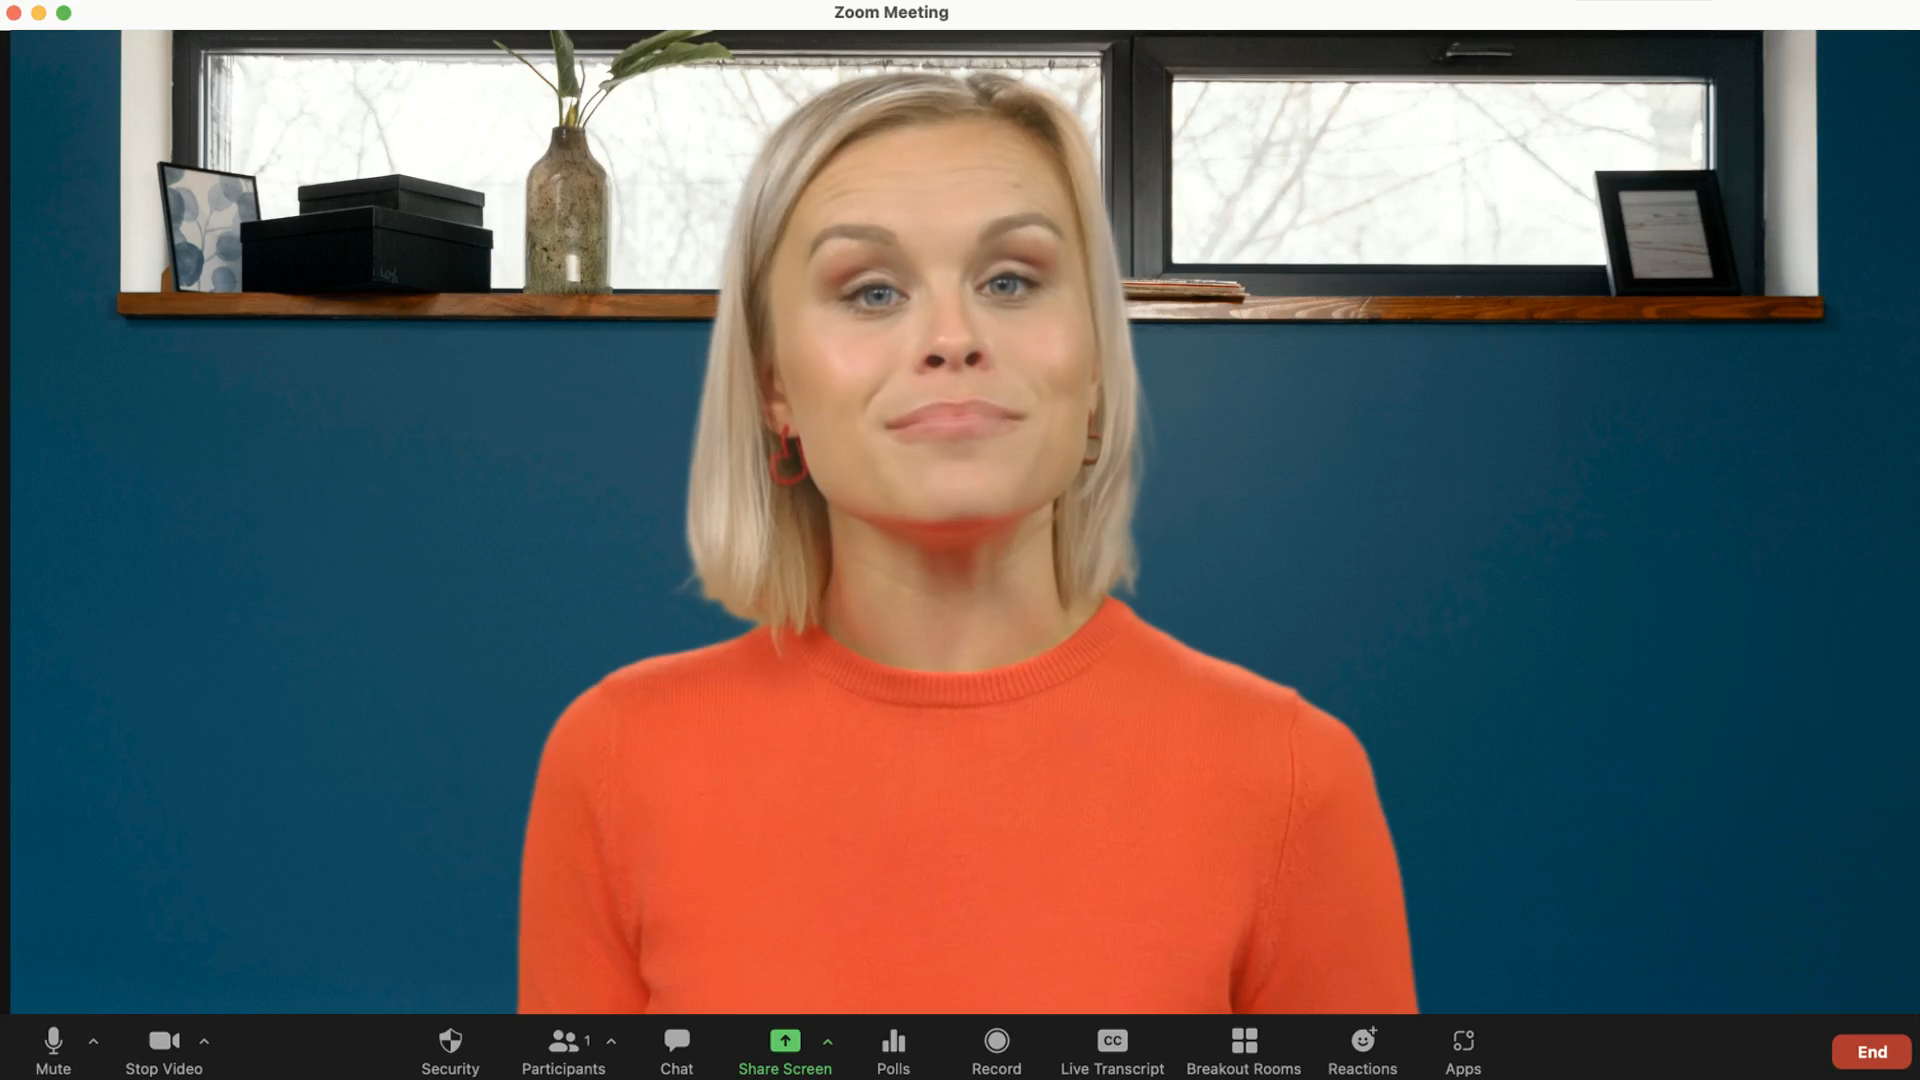 Zoom Meeting
Mute
Stop Video
Security
1
Participants
Chat
Share Screen
Polls
Record
CC
Live Transcript
Breakout Rooms
Reactions
Apps
End